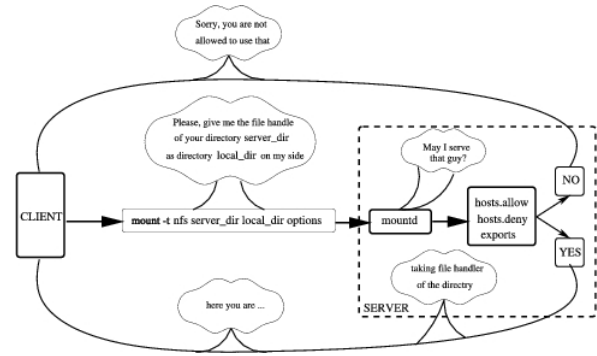 Sorry, you are not
allowed to use that
Please, give me the file handle
of your directory server_dir
as directory local_dir on my side
May I serve
that guy?
CLIENT
mount -t nfs server_dir local_dir options
mountd
hosts.allow
hosts.deny
exports
NO
YES
taking file handler
of the directry
SERVER
here you are ...